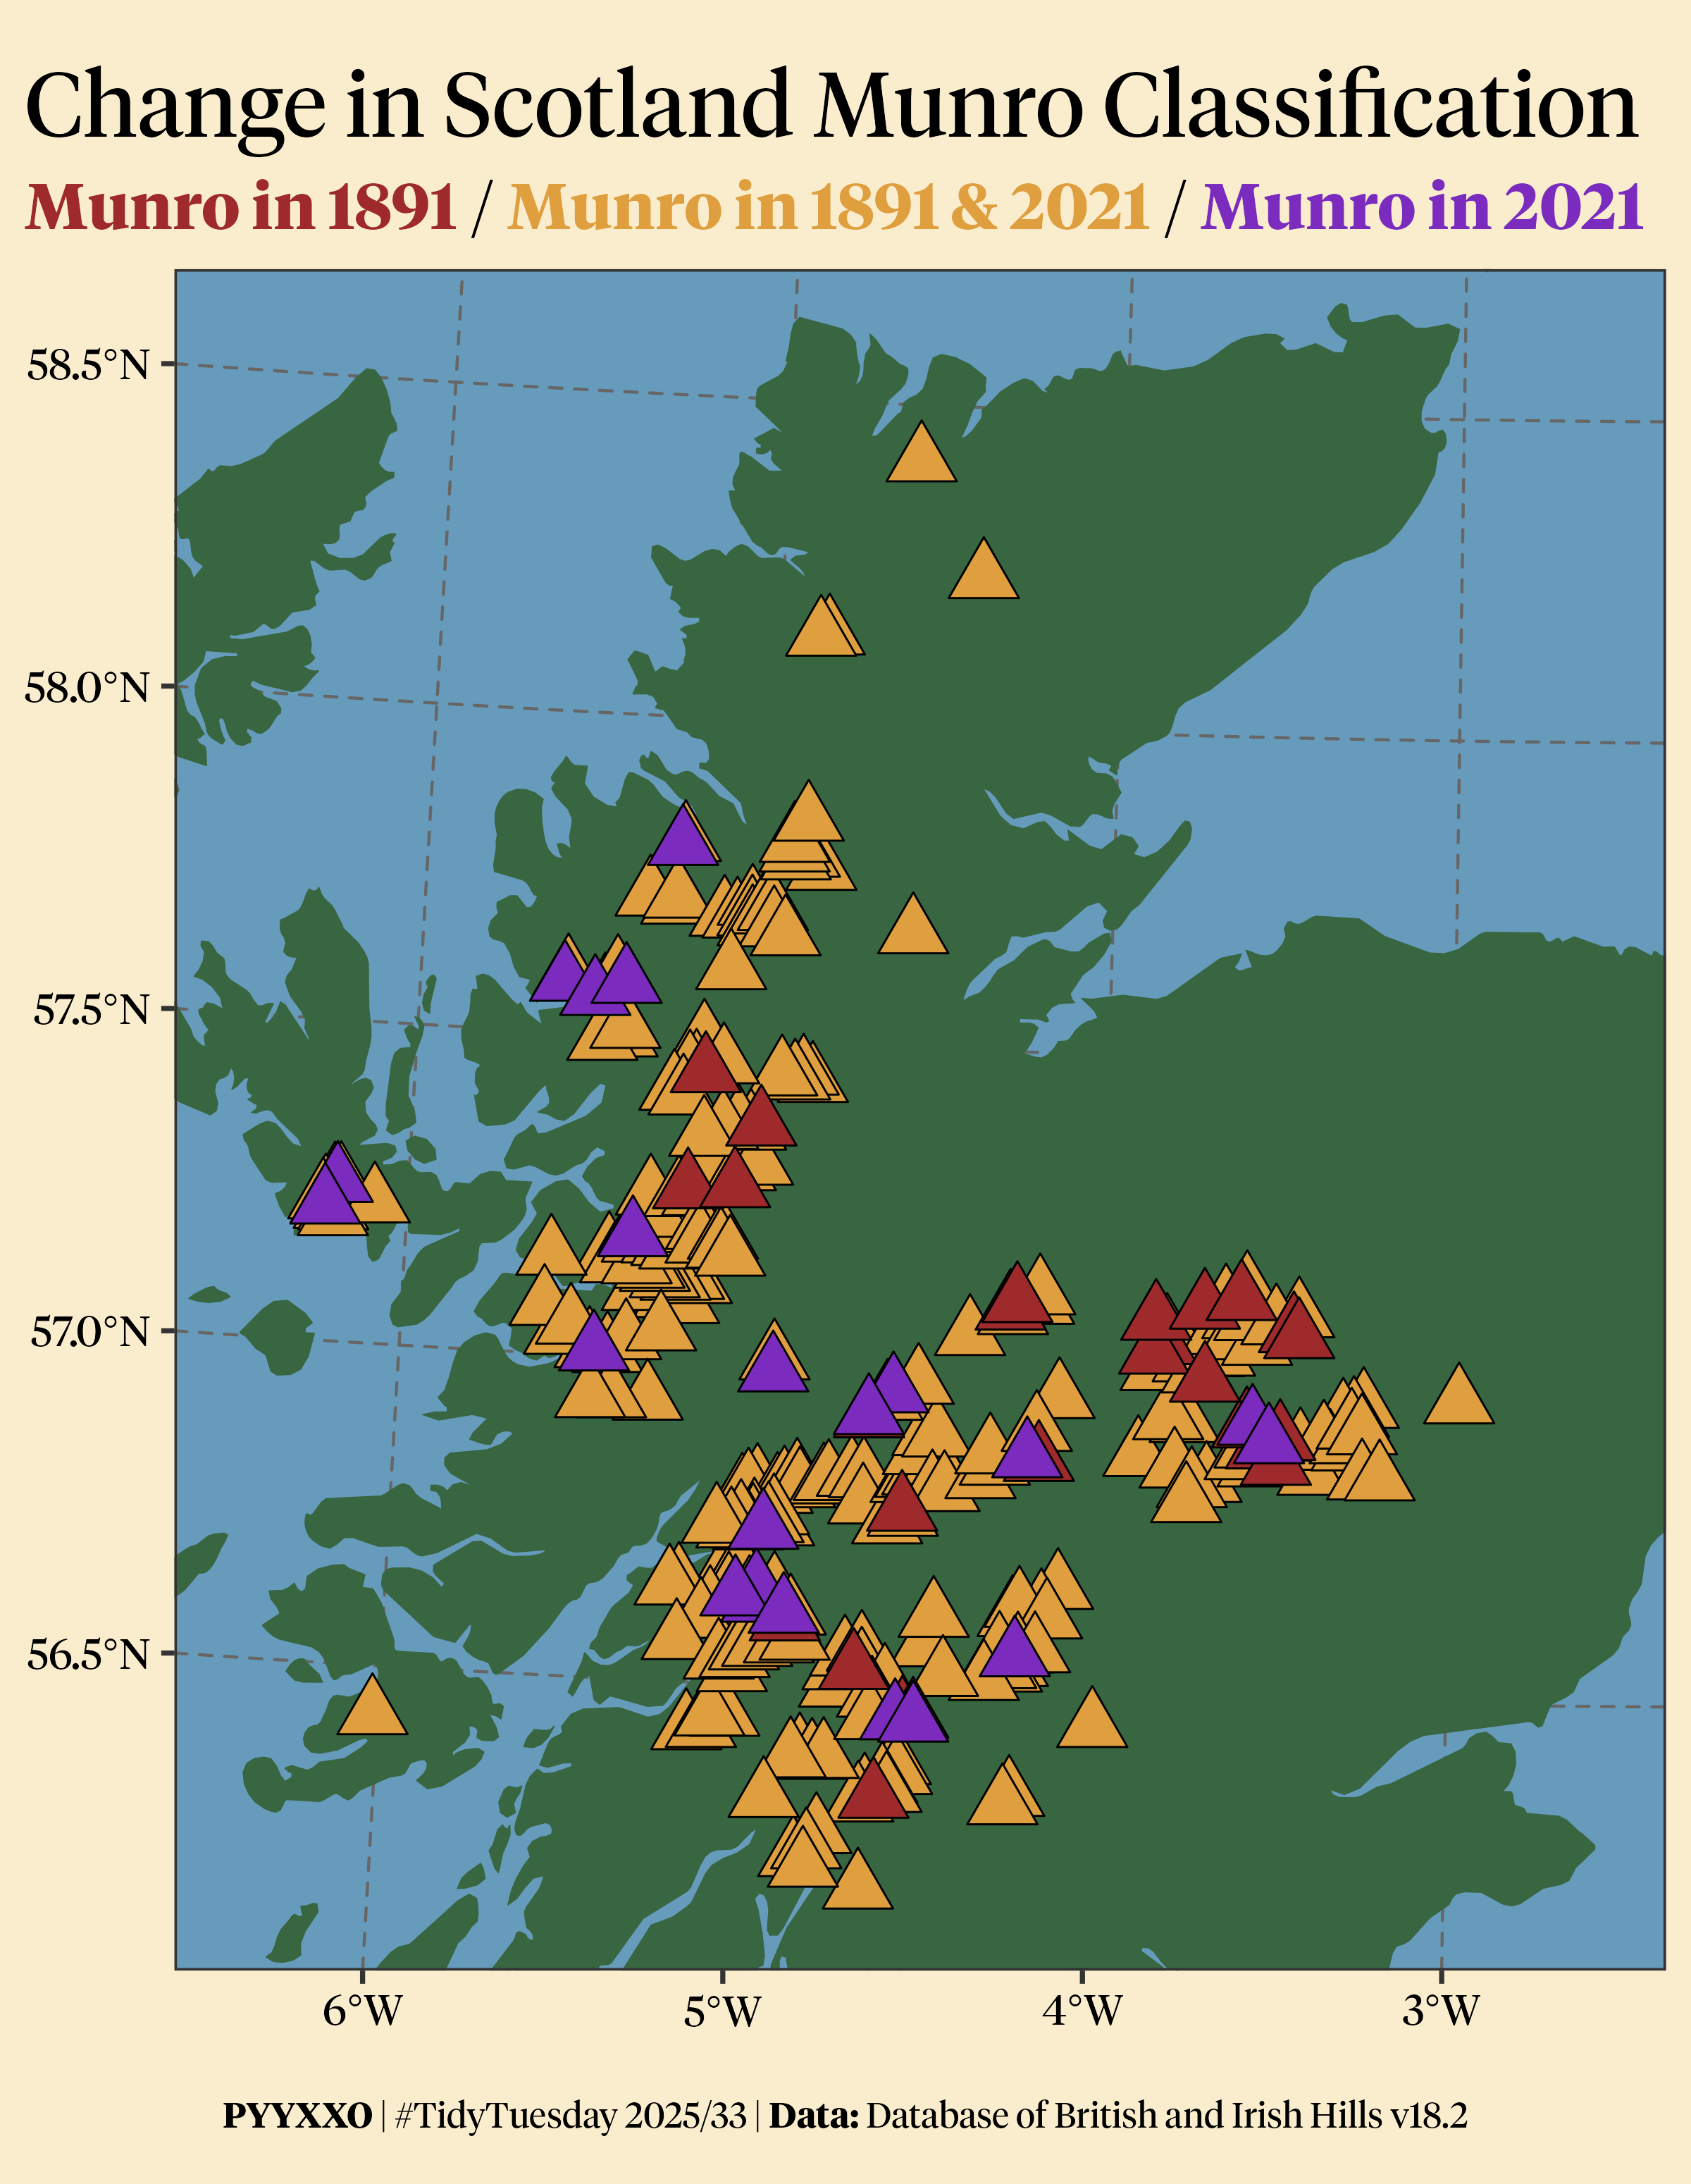 Change in Scotland Munro Classification
Munro in 1891 / Munro in 1891 & 2021 / Munro in 2021
58.5°N
58.0°N
57.5°N
57.0°N
56.5°N
6°W 5°W 4°W 3°W
PYYXXO | #TidyTuesday 2025/33 | Data: Database of British and Irish Hills v18.2